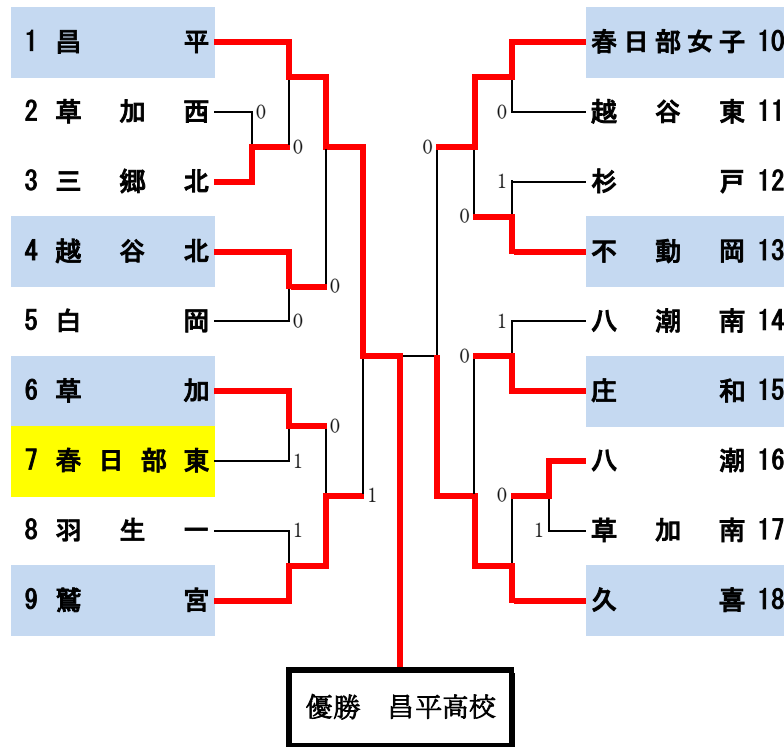 1 昌平
2 草加西
3 三郷北
4 越谷北
5 白岡
6 草加
7 春日部東
8 羽生一
9 鷲宮
0
0
0
0
0
1
1
1
春日部女子 10
越谷東 11
杉戸 12
不動岡 13
八潮南 14
庄和 15
八潮 16
草加南 17
久喜 18
0
0
1
0
1
0
0
1
優勝 昌平高校